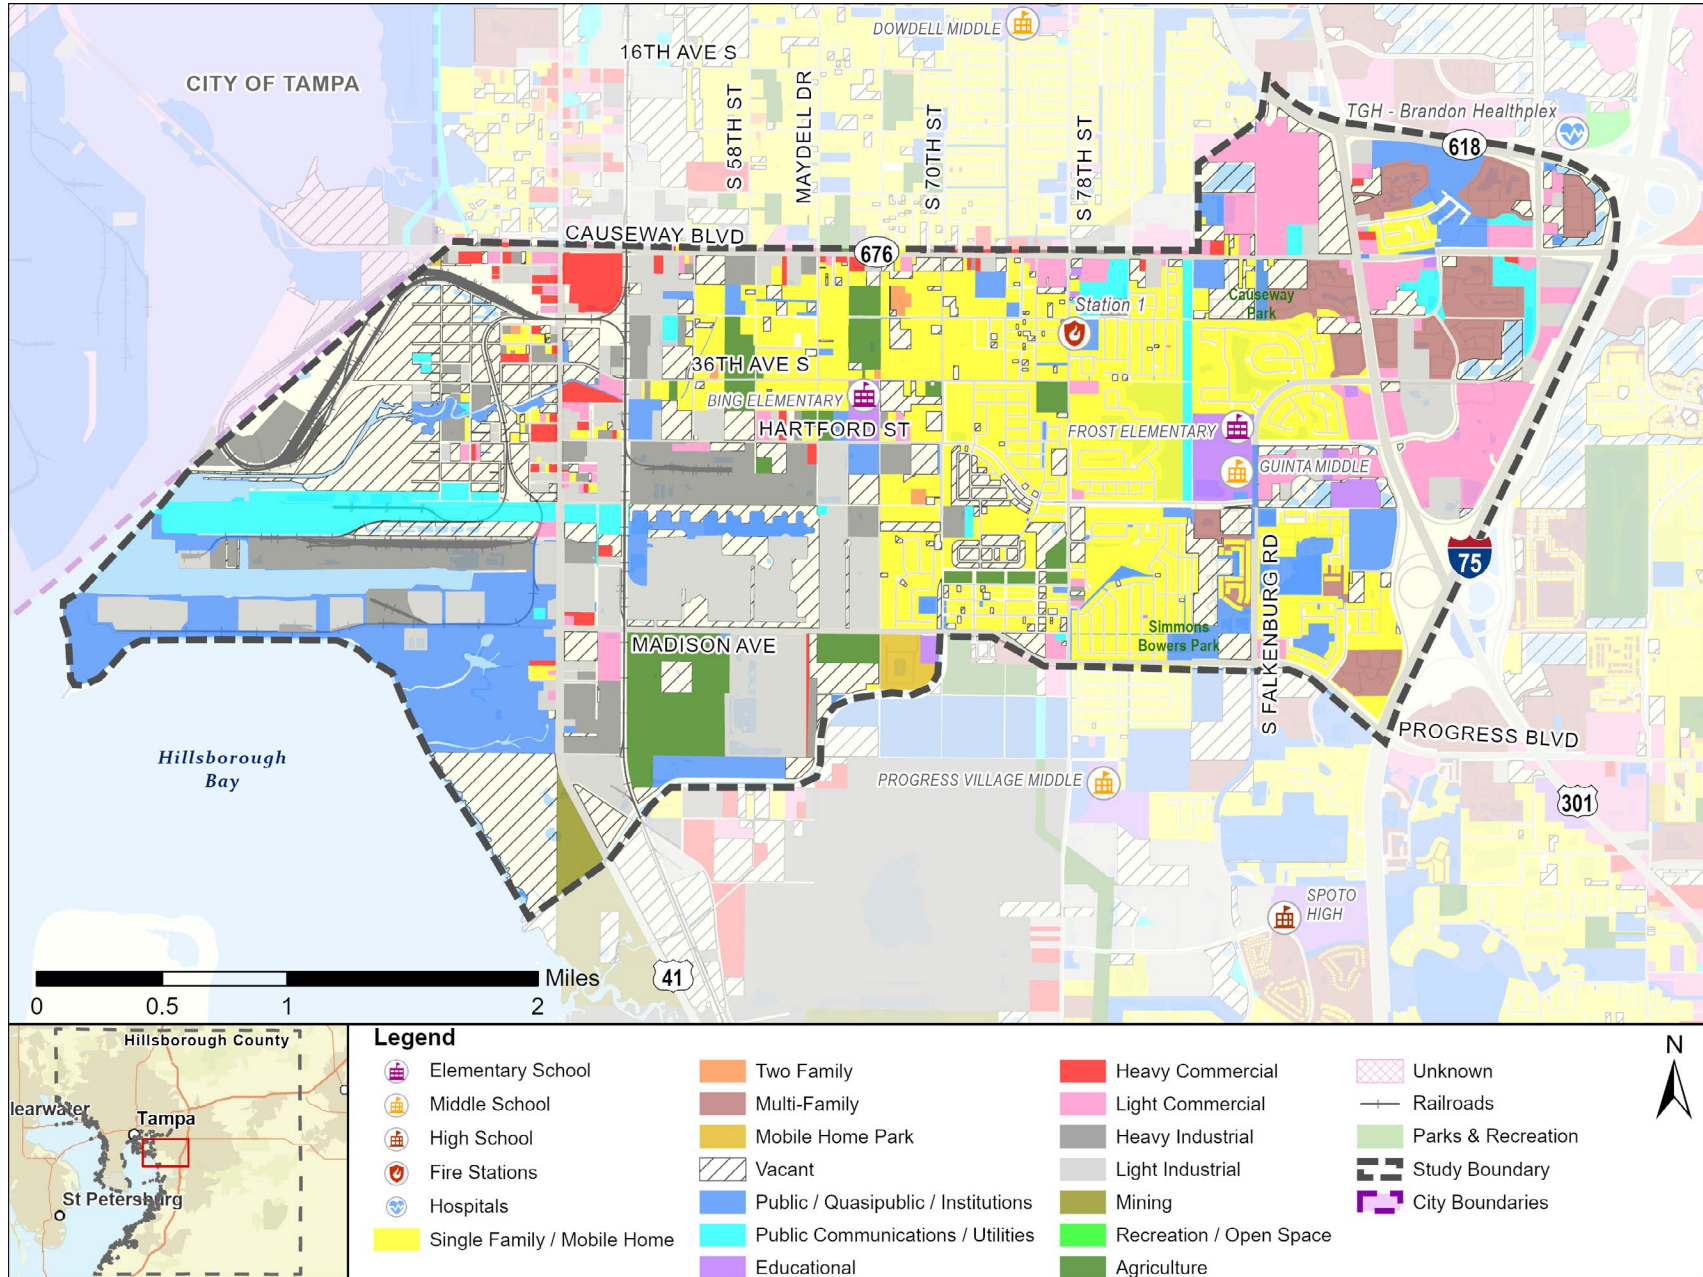 DOWDELL MIDDLE
16TH AVE S
CITY OF TAMPA
S 58TH ST
MAYDELL DR
S 70TH ST
S 78TH ST
TGH - Brandon Healthplex
618
CAUSEWAY BLVD
676
Causeway
Park
Station 1
36TH AVE S
BING ELEMENTARY
HARTFORD ST
FROST ELEMENTARY
GUINTA MIDDLE
75
S FALKENBURG RD
Simmons
Bowers Park
MADISON AVE
PROGRESS BLVD
Hillsborough
Bay
PROGRESS VILLAGE MIDDLE
301
SPOTO
HIGH
41
Miles
0 0.5 1 2
Hillsborough County
learwater
Tampa
St Petersburg
Legend
Elementary School
Middle School
High School
Fire Stations
Hospitals
Single Family / Mobile Home
Two Family
Multi-Family
Mobile Home Park
Vacant
Public / Quasipublic / Institutions
Public Communications / Utilities
Educational
Heavy Commercial
Light Commercial
Heavy Industrial
Light Industrial
Mining
Recreation / Open Space
Agriculture
Unknown
Railroads
Parks & Recreation
Study Boundary
City Boundaries
N